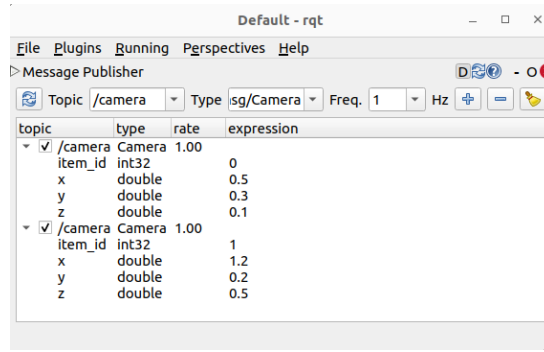 Default - rqt
File Plugins Running Perspectives Help
Message Publisher D - O
Topic /camera Type sg/Camera Freq. 1 Hz
topic type rate expression
/camera Camera 1.00
item_id int32 0
x double 0.5
y double 0.3
z double 0.1
/camera Camera 1.00
item_id int32 1
x double 1.2
y double 0.2
z double 0.5